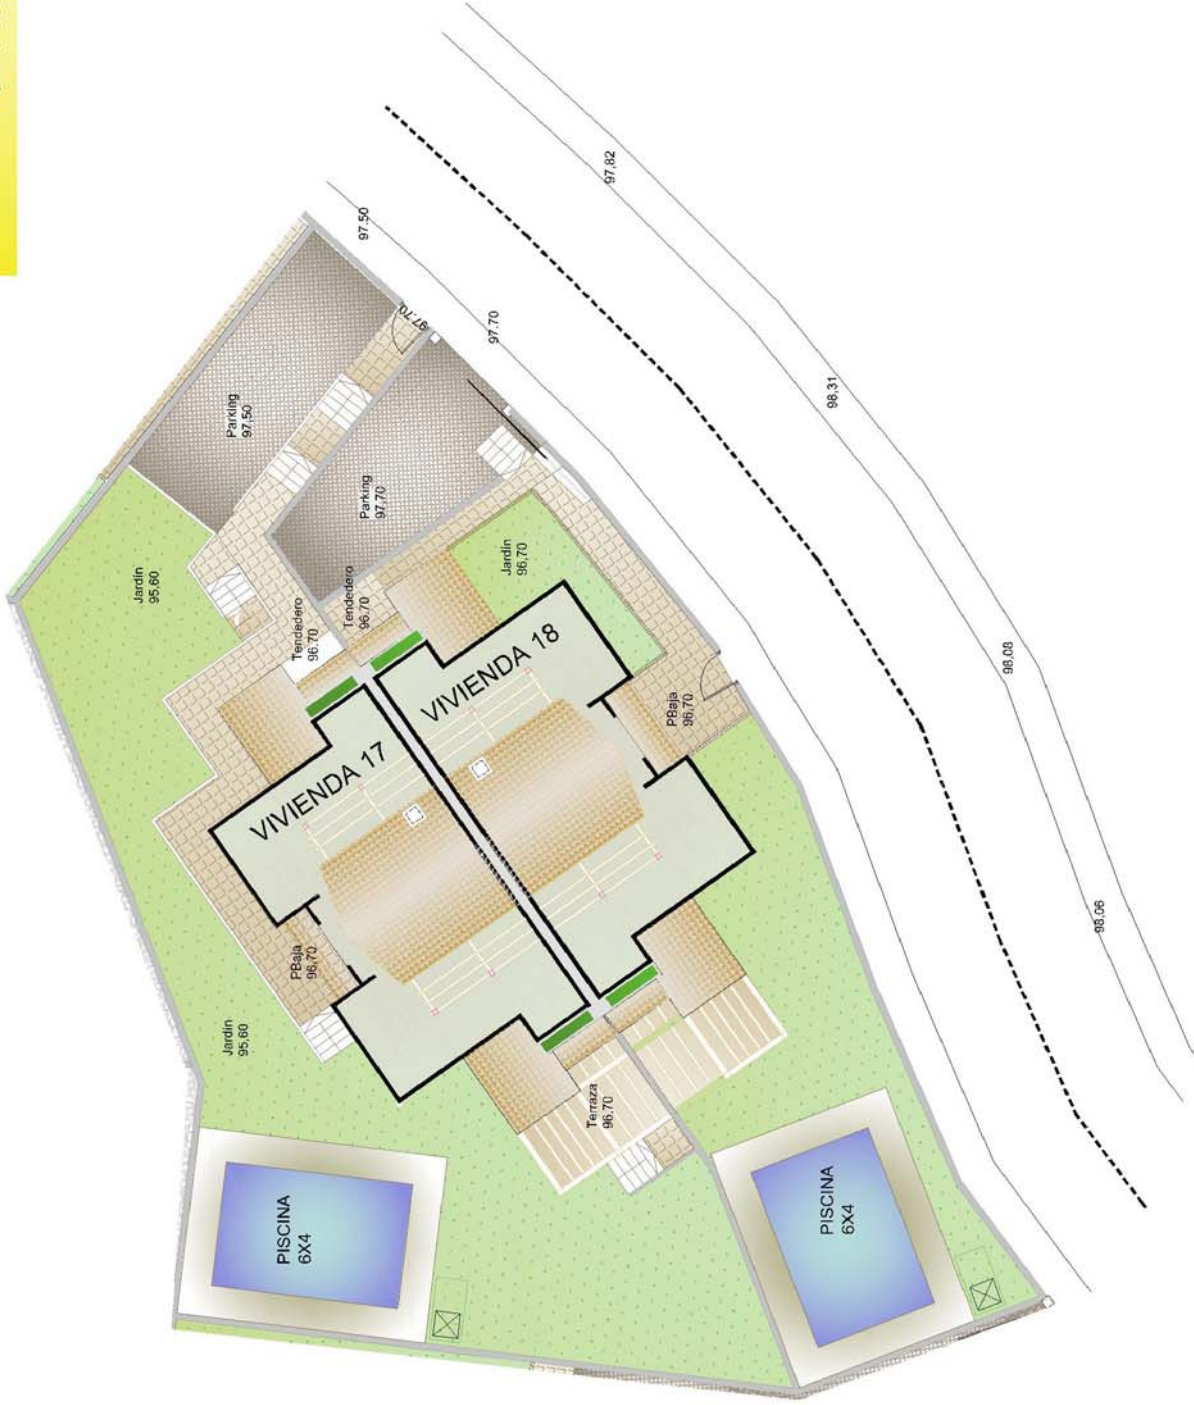 97,82
97.50
97.70
97.70
98,31
Parking
97,50
Parking
97,70
Jardín
95,60
Jardín
96,70
Tendedero
96.70
Tendedero
96.70
VIVIENDA 18
98,08
PBaja
96,70
VIVIENDA 17
98,06
PBaja
96,70
Jardín
95,60
Terraza
96.70
PISCINA
6X4
PISCINA
6X4